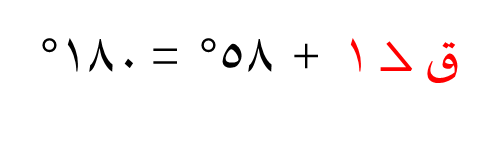 ق ∠ ١ + ٥٨° = ١٨٠°